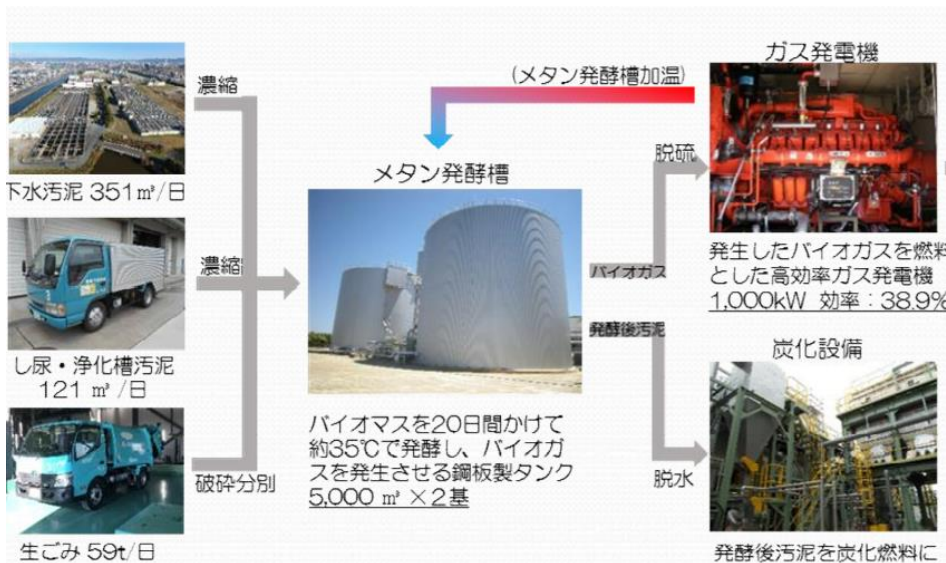 濃縮
下水汚泥 351㎥/日
濃縮
し尿・浄化槽汚泥
121 ㎥/日
破砕分別
生ごみ 59t/日
メタン発酵槽
バイオマスを20日間かけて
約35℃で発酵し、バイオガ
スを発生させる鋼板製タンク
5,000 ㎥ ×2基
(メタン発酵槽加温)
バイオガス
脱硫
発酵後汚泥
脱水
ガス発電機
発生したバイオガスを燃料
とした高効率ガス発電機
1,000kW 効率：38.9%
炭化設備
発酵後汚泥を炭化燃料に